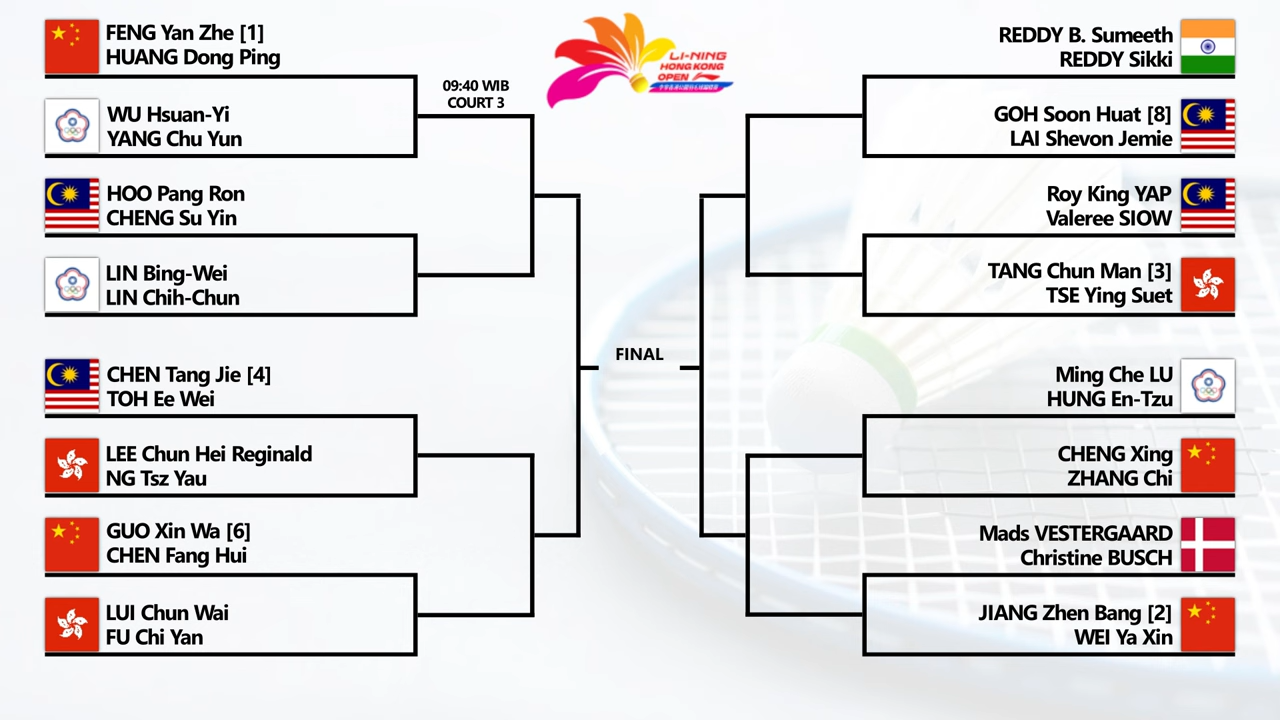 FENG Yan Zhe [1]
HUANG Dong Ping
WU Hsuan-Yi
YANG Chu Yun
HOO Pang Ron
CHENG Su Yin
LIN Bing-Wei
LIN Chih-Chun
CHEN Tang Jie [4]
TOH Ee Wei
LEE Chun Hei Reginald
NG Tsz Yau
GUO Xin Wa [6]
CHEN Fang Hui
LUI Chun Wai
FU Chi Yan
09:40 WIB
COURT 3
LI-NING
HONG KONG
OPEN
FINAL
REDDY B. Sumeeth
REDDY Sikki
GOH Soon Huat [8]
LAI Shevon Jemie
Roy King YAP
Valeree SIOW
TANG Chun Man [3]
TSE Ying Suet
Ming Che LU
HUNG En-Tzu
CHENG Xing
ZHANG Chi
Mads VESTERGAARD
Christine BUSCH
JIANG Zhen Bang [2]
WEI Ya Xin